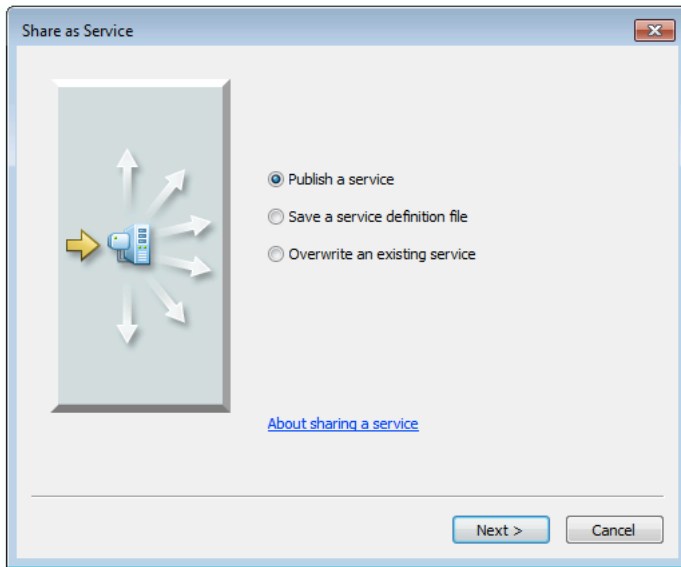 Share as Service
Publish a service
Save a service definition file
Overwrite an existing service
About sharing a service
Next >
Cancel